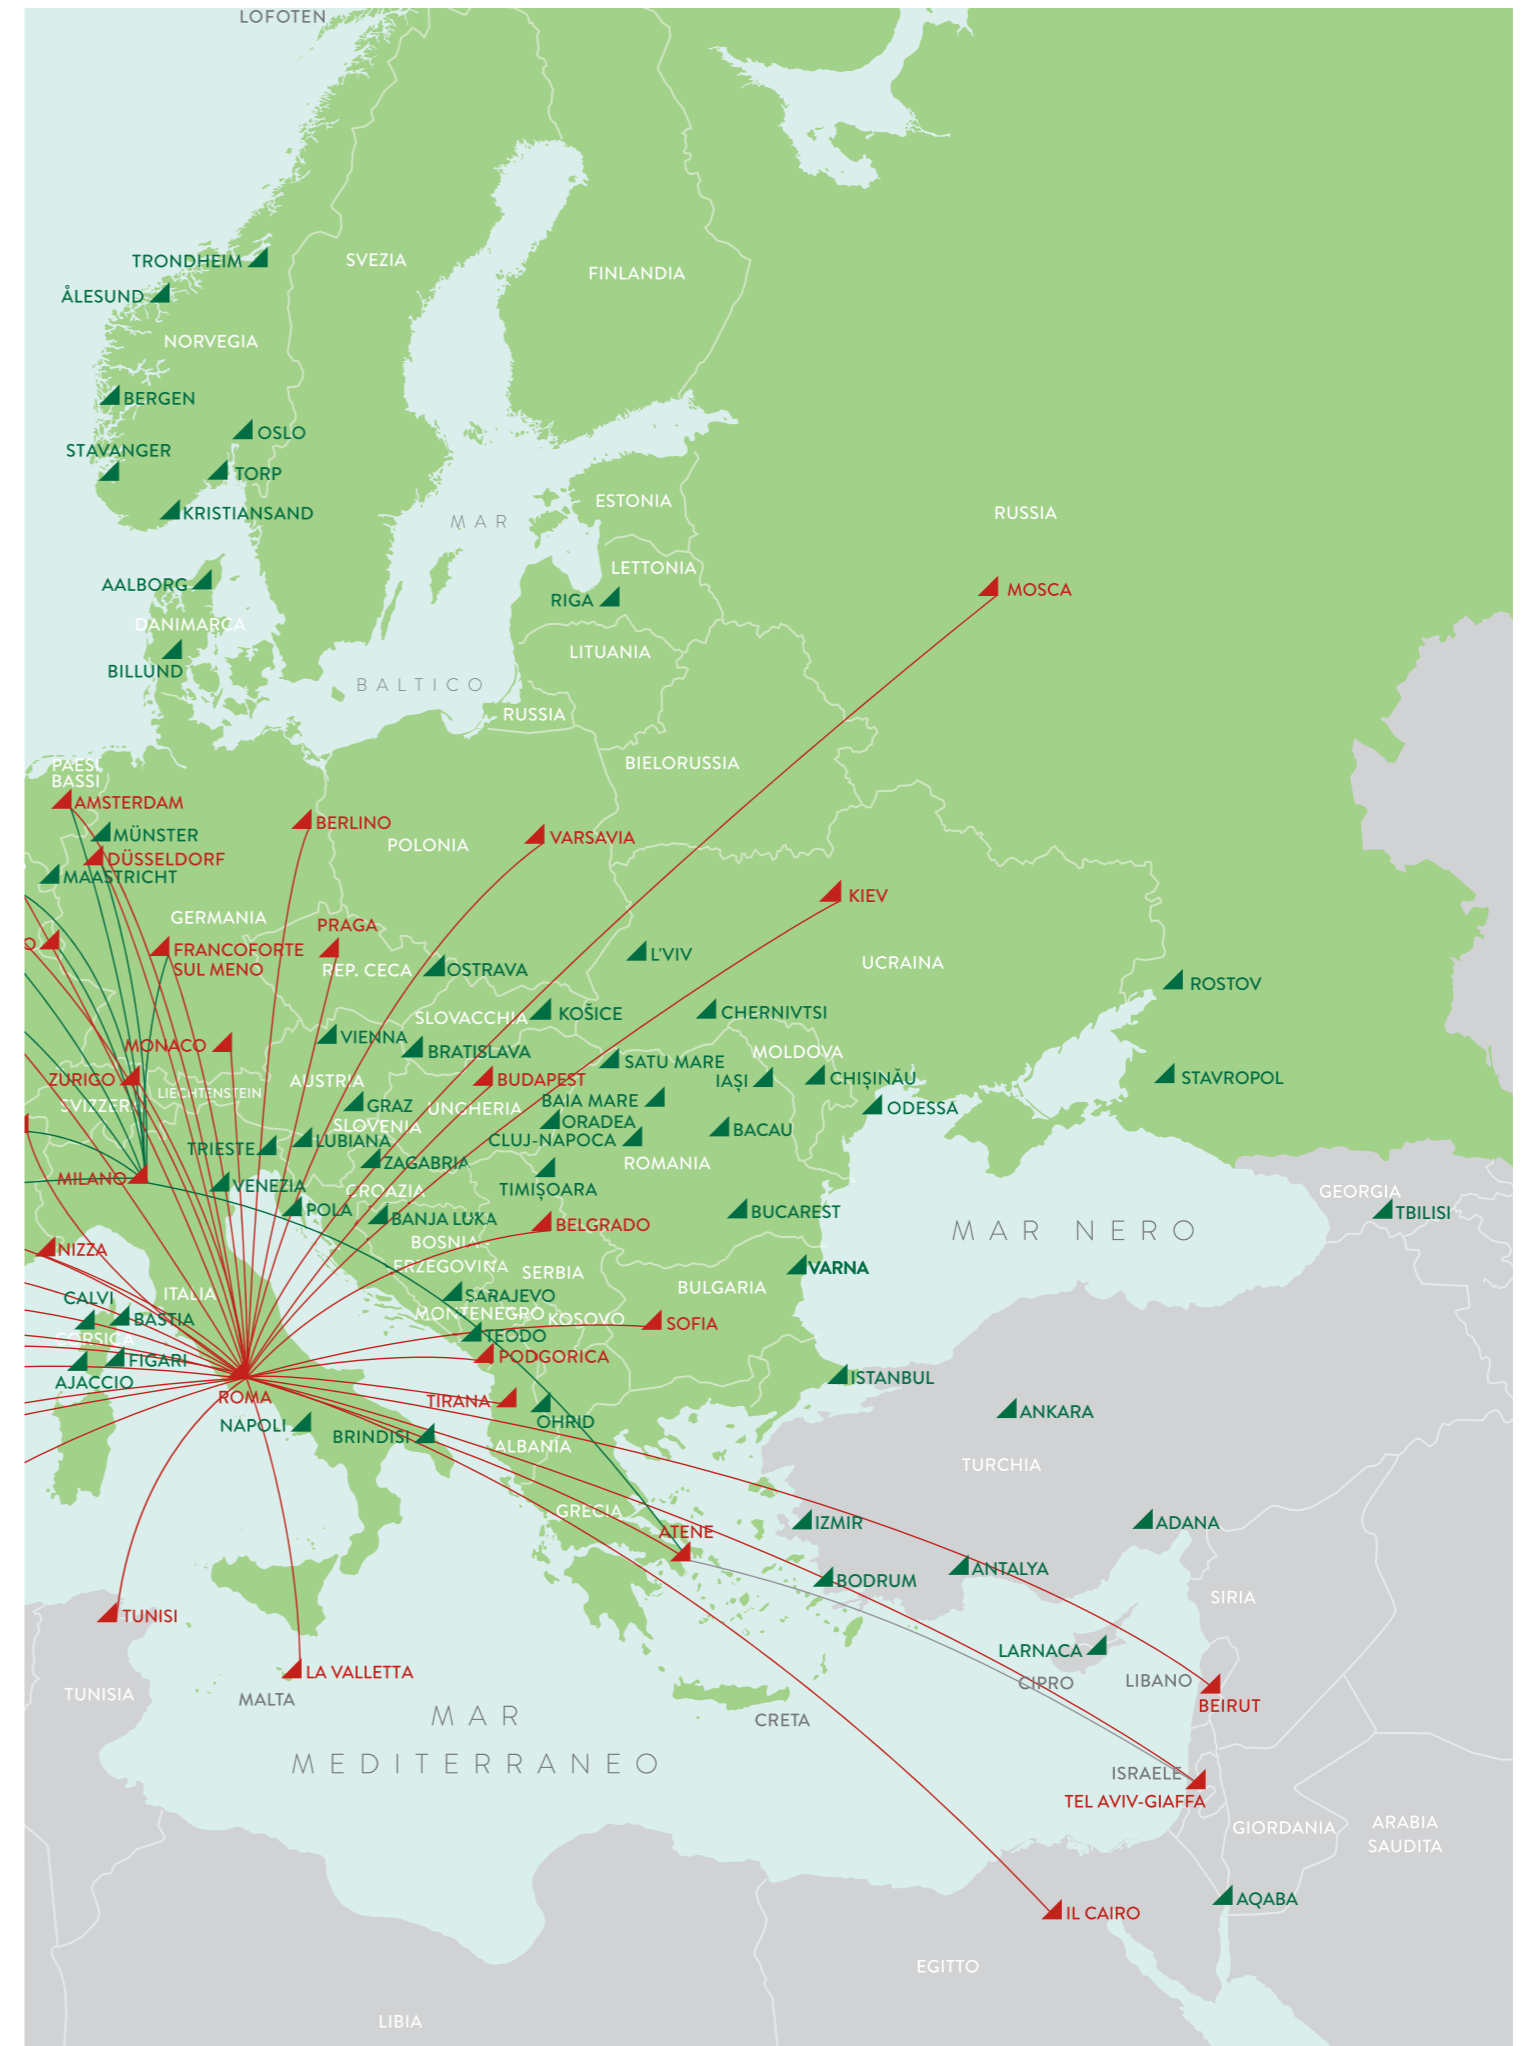 LOFOTEN
TRONDHEIM
SVEZIA
FINLANDIA
ÅLESUND
NORVEGIA
BERGEN
OSLO
STAVANGER
TORP
ESTONIA
KRISTIANSAND
MAR
RUSSIA
LETTONIA
AALBORG
MOSCA
RIGA
DANIMARCA
LITUANIA
BILLUND
BALTICO
RUSSIA
PAESI
BASSI
BIELORUSSIA
AMSTERDAM
BERLINO
MÜNSTER
VARSAVIA
POLONIA
DÜSSELDORF
MAASTRICHT
KIEV
GERMANIA
PRAGA
O
FRANCOFORTE
SUL MENO
REP. CECA
OSTRAVA
L'VIV
UCRAINA
ROSTOV
SLOVACCHIA
KOŠICE
CHERNIVTSI
VIENNA
MONACO
BRATISLAVA
MOLDOVA
SATU MARE
ZURIGO
AUSTRIA
BUDAPEST
IAȘI
CHIȘINĂU
STAVROPOL
LIECHTENSTEIN
SVIZZERA
GRAZ
UNGHERIA
BAIA MARE
ODESSA
SLOVENIA
ORADEA
BACAU
TRIESTE
LUBIANA
CLUJ-NAPOCA
ZAGABRIA
ROMANIA
MILANO
VENEZIA
CROAZIA
TIMIȘOARA
GEORGIA
POLA
BANJA LUKA
BELGRADO
BUCAREST
TBILISI
MAR NERO
NIZZA
BOSNIA
ERZEGOVINA
SERBIA
VARNA
BULGARIA
ITALIA
CALVI
SARAJEVO
BASTIA
MONTENEGRO
KOSOVO
SOFIA
CORSICA
TEODO
FIGARI
PODGORICA
AJACCIO
ISTANBUL
ROMA
TIRANA
OHRID
ANKARA
NAPOLI
BRINDISI
ALBANIA
TURCHIA
GRECIA
ATENE
IZMIR
ADANA
BODRUM
ANTALYA
SIRIA
TUNISI
LARNACA
LA VALLETTA
CIPRO
LIBANO
TUNISIA
MALTA
BEIRUT
MAR
CRETA
MEDITERRANEO
ISRAELE
TEL AVIV-GIAFFA
GIORDANIA
ARABIA
SAUDITA
AQABA
IL CAIRO
EGITTO
LIBIA